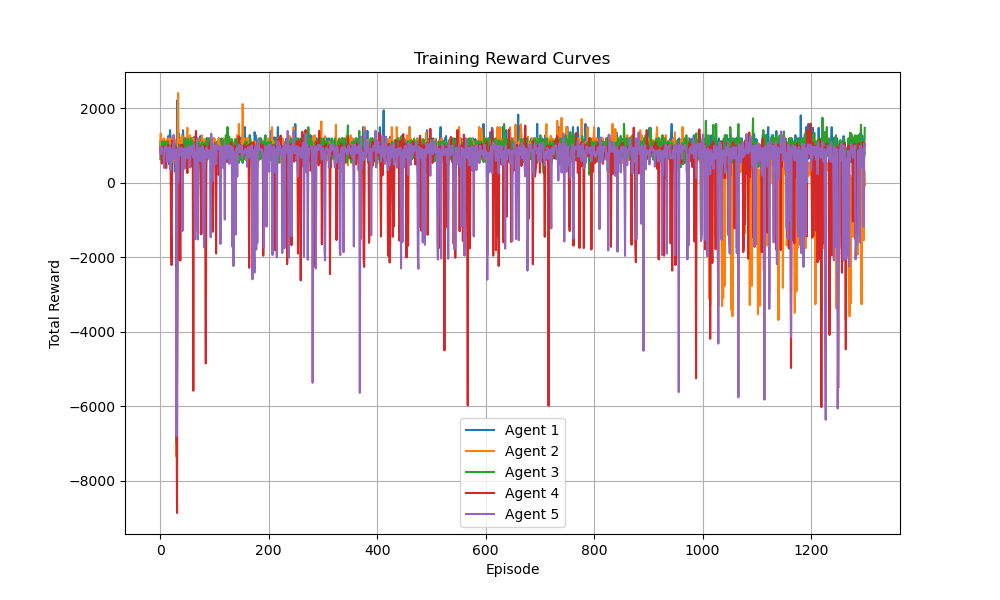 Training Reward Curves
Total Reward
2000
0
−2000
−4000
−6000
−8000
Agent 1
Agent 2
Agent 3
Agent 4
Agent 5
0 200 400 600 800 1000 1200
Episode